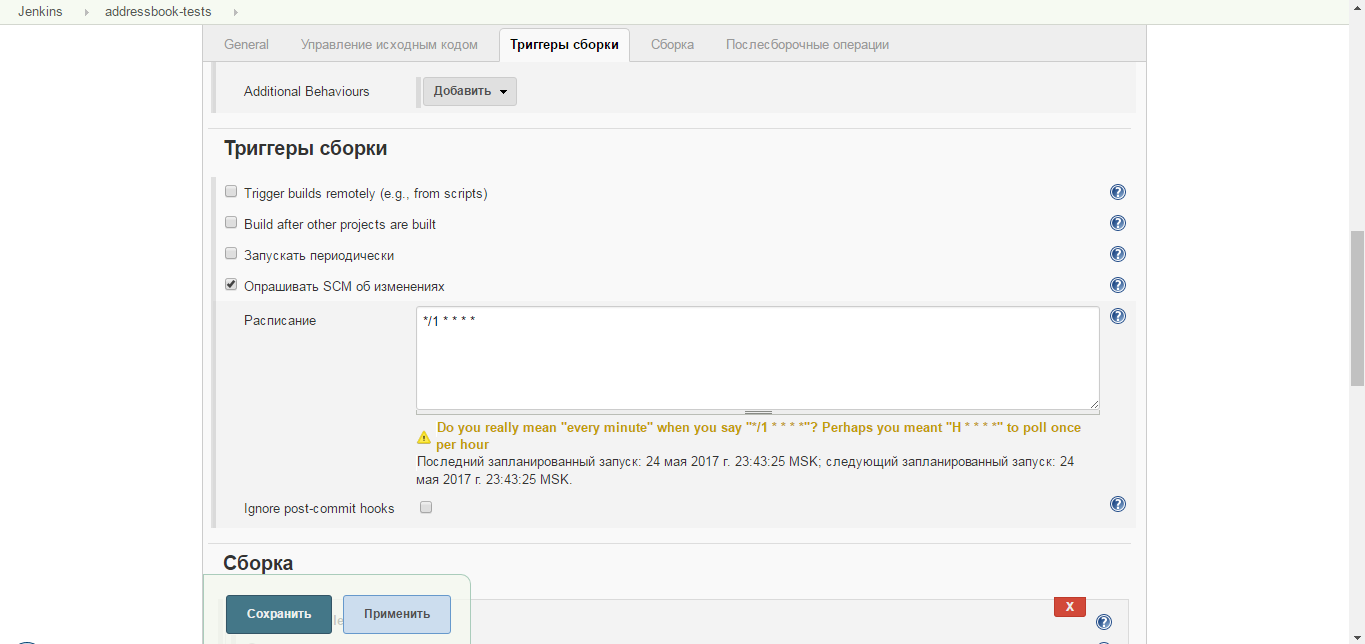 Jenkins addressbook-tests
General Управление исходным кодом Триггеры сборки Сборка Послесборочные операции
Additional Behaviours Добавить
Триггеры сборки
Trigger builds remotely (e.g., from scripts)
Build after other projects are built
Запускать периодически
Опрашивать SCM об изменениях
Расписание */1 * * * *
Do you really mean "every minute" when you say "*/1 * * * *"? Perhaps you meant "H * * * *" to poll once
per hour
Последний запланированный запуск: 24 мая 2017 г. 23:43:25 MSK; следующий запланированный запуск: 24
мая 2017 г. 23:43:25 MSK.
Ignore post-commit hooks
Сборка
Сохранить Применить X